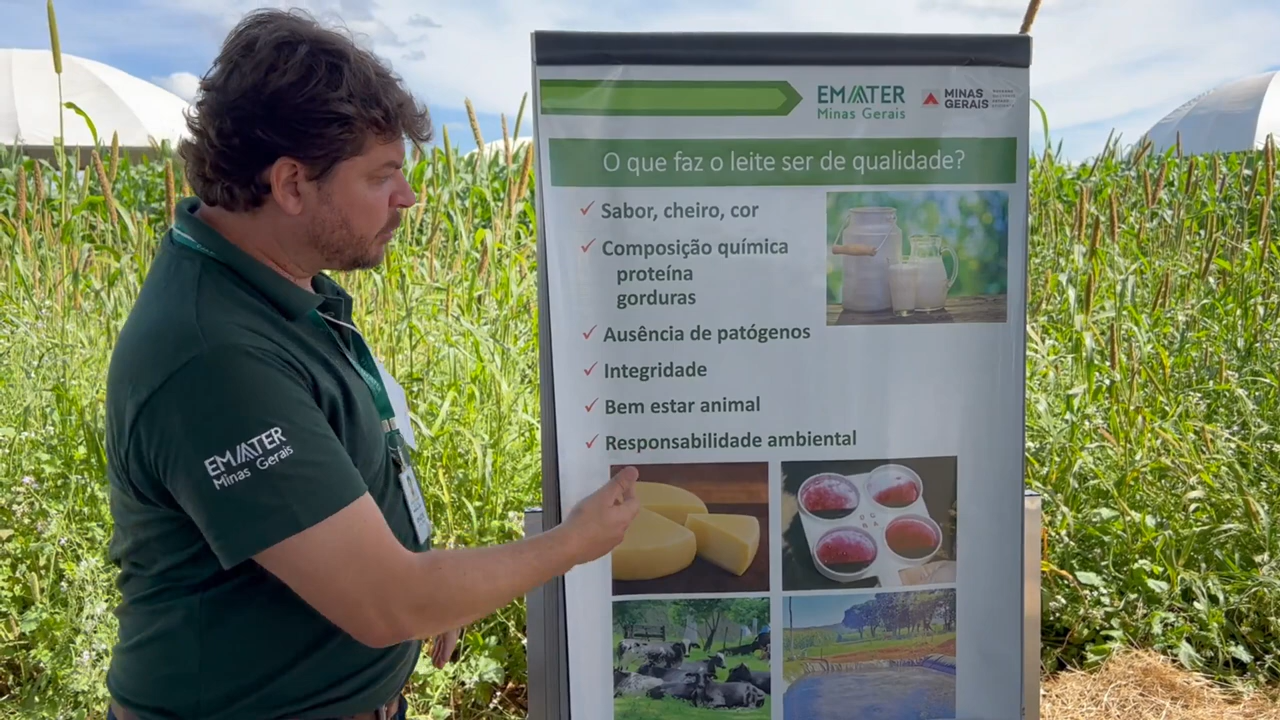 EMATER
Minas Gerais
MINAS
GERAIS
O que faz o leite ser de qualidade?
Sabor, cheiro, cor
Composição química
proteína
gorduras
Ausência de patógenos
Integridade
Bem estar animal
Responsabilidade ambiental
EMATER
Minas Gerais